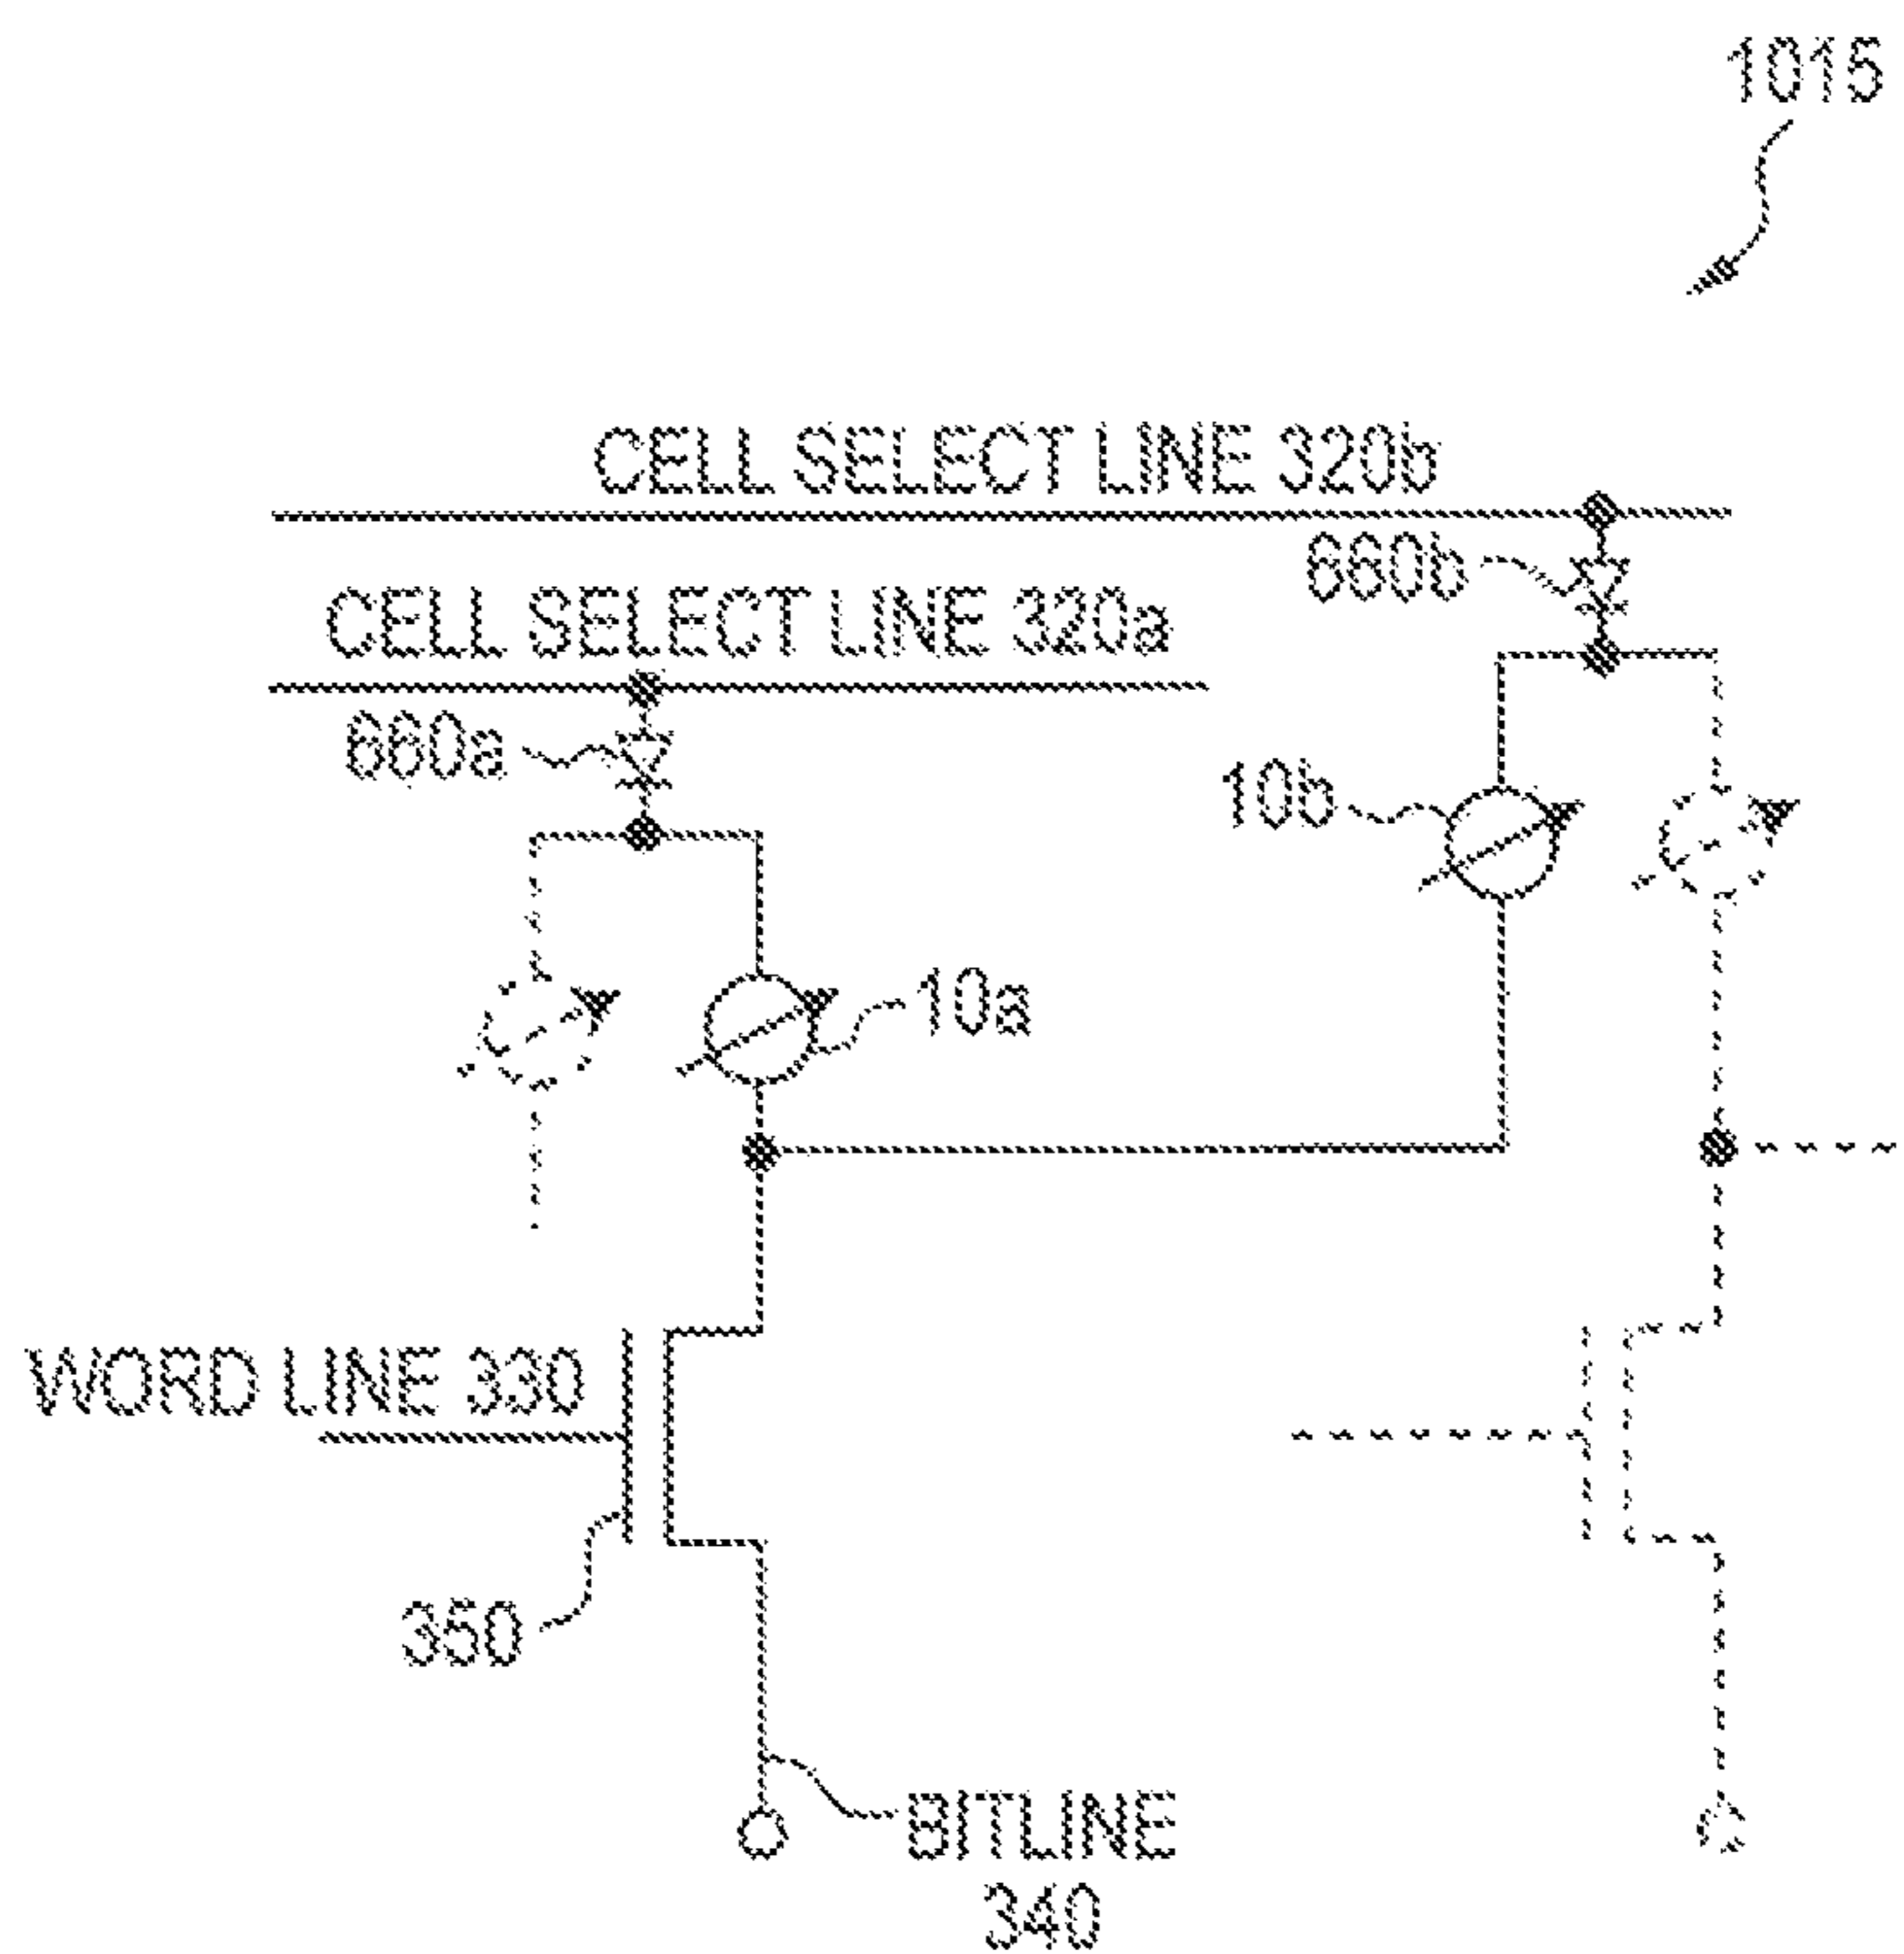 1015
CELL SELECT LINE 320b
660b
CELL SELECT LINE 320a
660a
10b
10a
WORD LINE 330
350
BITLINE
340